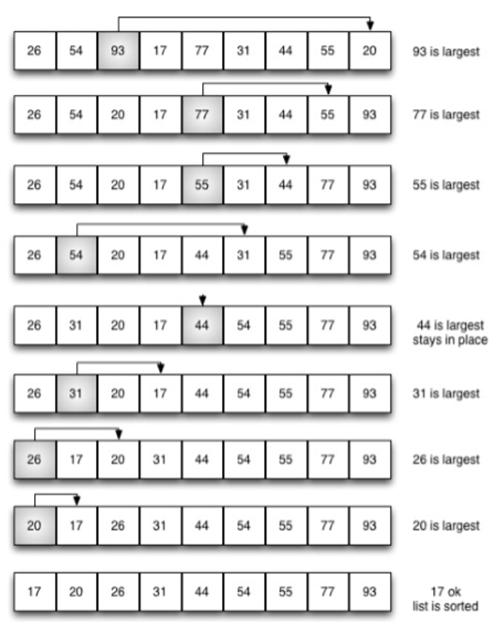 26 54 93 17 77 31 44 55 20 93 is largest
26 54 20 17 77 31 44 55 93 77 is largest
26 54 20 17 55 31 44 77 93 55 is largest
26 54 20 17 44 31 55 77 93 54 is largest
26 31 20 17 44 54 55 77 93 44 is largest
stays in place
26 31 20 17 44 54 55 77 93 31 is largest
26 17 20 31 44 54 55 77 93 26 is largest
20 17 26 31 44 54 55 77 93 20 is largest
17 20 26 31 44 54 55 77 93 17 ok
list is sorted